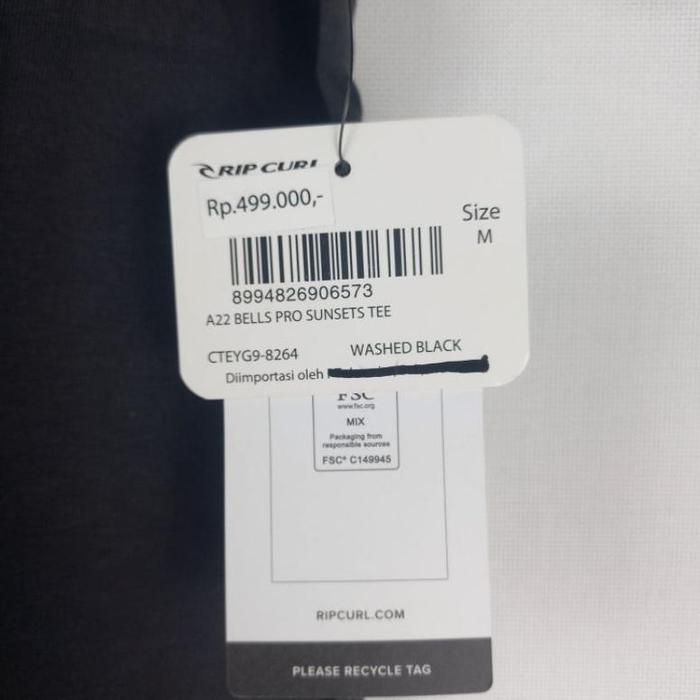 RIP CURL
Rp.499.000,-
Size
M
8994826906573
A22 BELLS PRO SUNSETS TEE
CTEYG9-8264 WASHED BLACK
Diimportasi oleh
FSC
www.fsc.org
MIX
Packaging from
responsible sources
FSC® C149945
RIPCURL.COM
PLEASE RECYCLE TAG